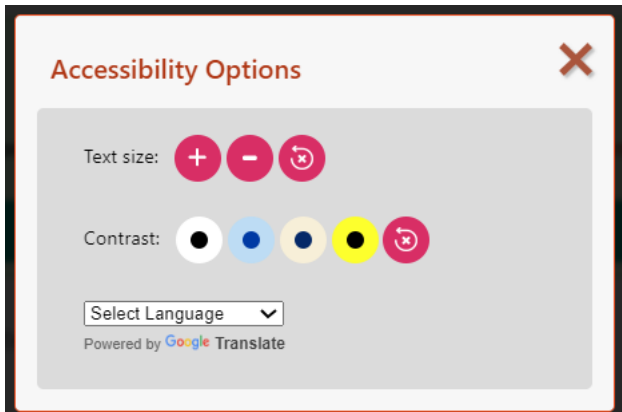 Accessibility Options
Text size:
Contrast:
Select Language
Powered by Google Translate